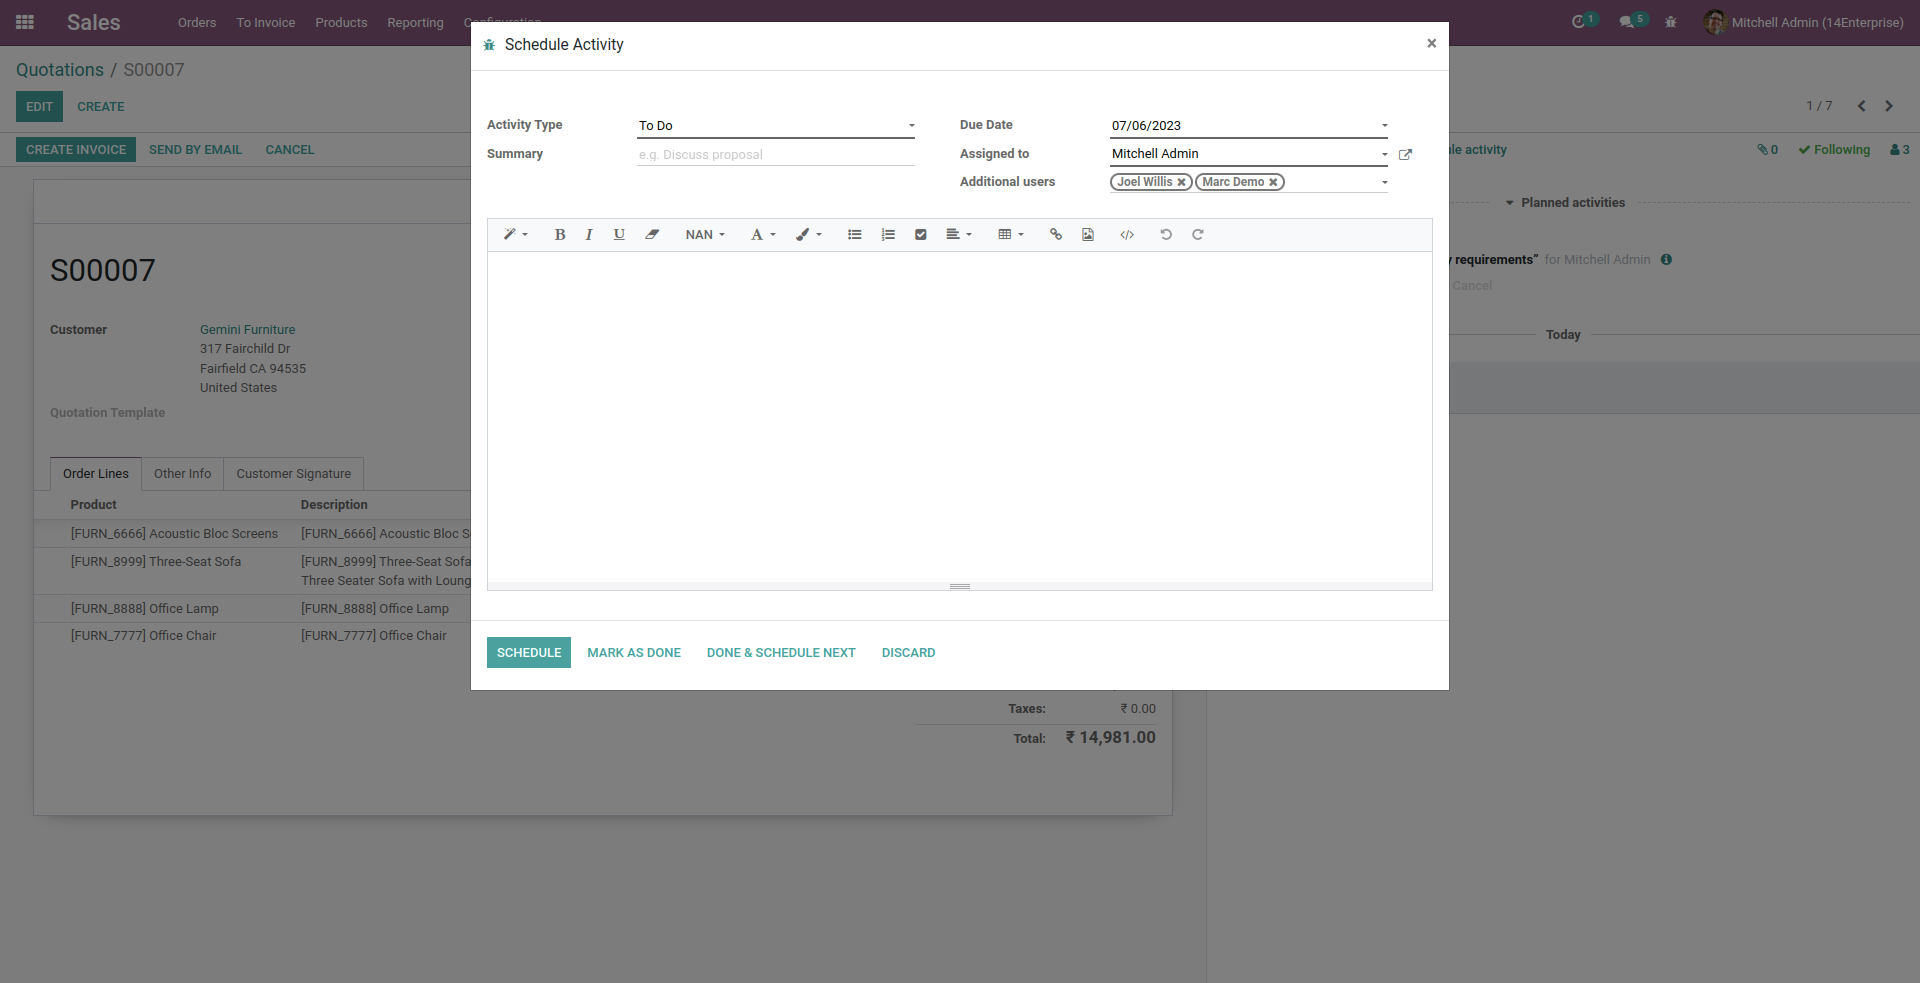 Sales Orders To Invoice Products Reporting 1 5 Mitchell Admin (14Enterprise)
Schedule Activity ×
Quotations / S00007
EDIT CREATE 1 / 7
Activity Type To Do Due Date 07/06/2023
CREATE INVOICE SEND BY EMAIL CANCEL Summary e.g. Discuss proposal Assigned to Mitchell Admin activity 0 Following 3
Additional users Joel Willis Marc Demo
Planned activities
B I U NAN A
requirements” for Mitchell Admin
S00007
Cancel
Customer Gemini Furniture Today
317 Fairchild Dr
Fairfield CA 94535
United States
Quotation Template
Order Lines Other Info Customer Signature
Product Description
[FURN_6666] Acoustic Bloc Screens [FURN_6666] Acoustic Bloc
[FURN_8999] Three-Seat Sofa [FURN_8999] Three-Seat Sofa
Three Seater Sofa with
[FURN_8888] Office Lamp [FURN_8888] Office Lamp
[FURN_7777] Office Chair [FURN_7777] Office Chair
SCHEDULE MARK AS DONE DONE & SCHEDULE NEXT DISCARD
Taxes: ₹ 0.00
Total: ₹ 14,981.00